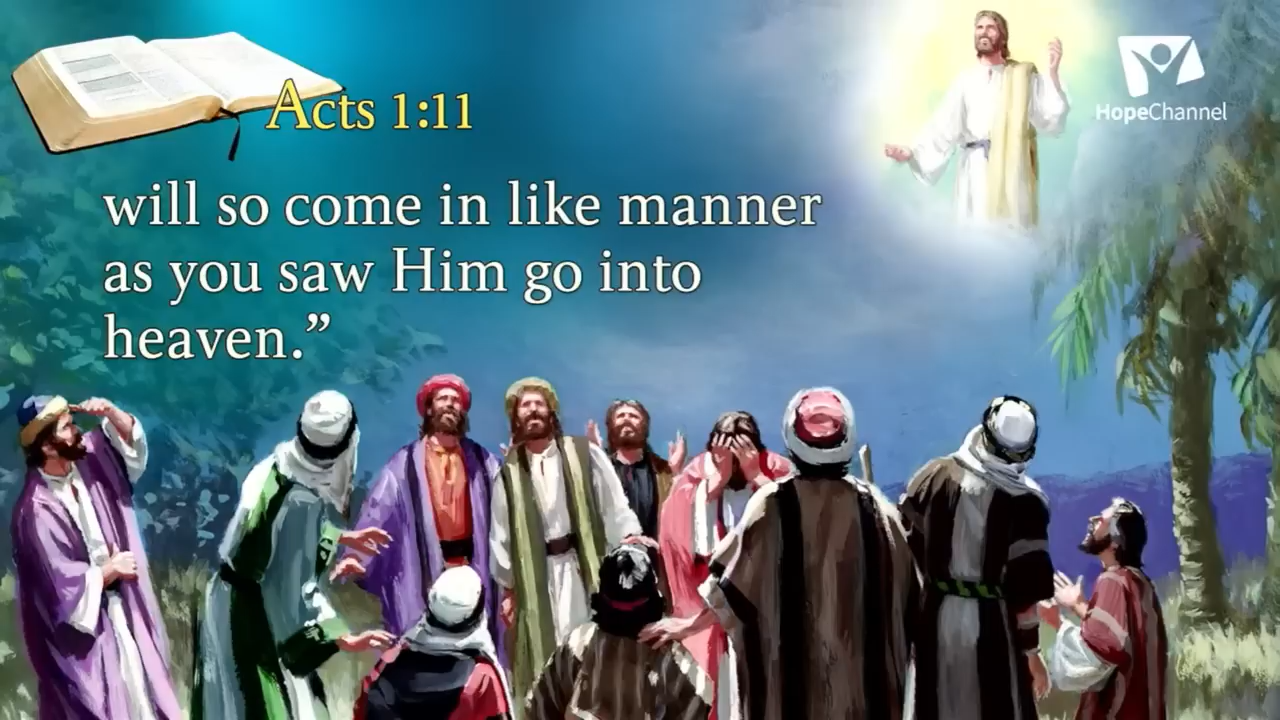 Acts 1:11
HopeChannel
will so come in like manner
as you saw Him go into
heaven.”